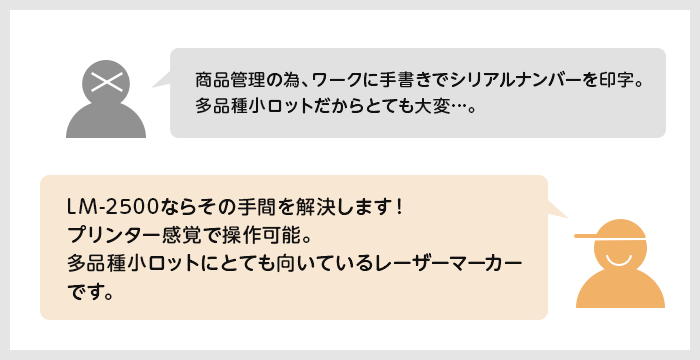 商品管理の為、ワークに手書きでシリアルナンバーを印字。
多品種小ロットだからとても大変…。
LM-2500ならその手間を解決します！
プリンター感覚で操作可能。
多品種小ロットにとても向いているレーザーマーカー
です。